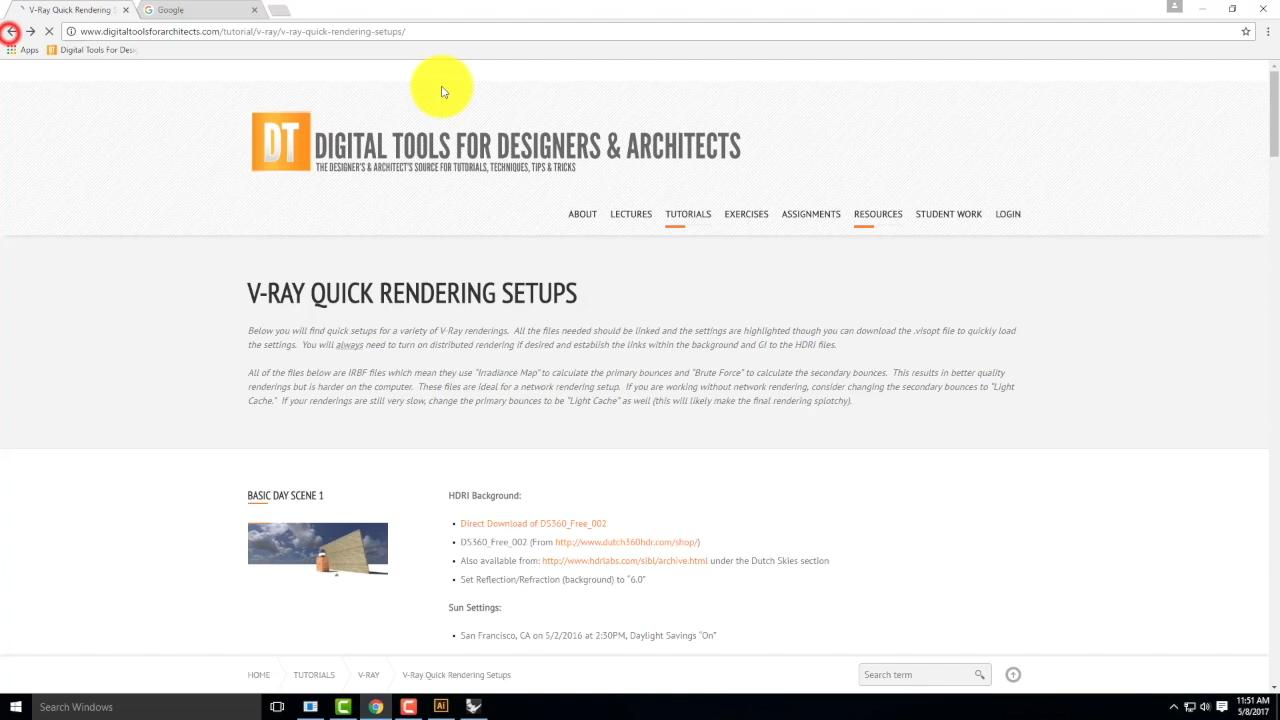 V-Ray Quick Rendering S
Google
www.digitaltoolsforarchitects.com/tutorial/v-ray/v-ray-quick-rendering-setups/
Apps
Digital Tools For Des
DT
DIGITAL TOOLS FOR DESIGNERS & ARCHITECTS
THE DESIGNER'S & ARCHITECT'S SOURCE FOR TUTORIALS, TECHNIQUES, TIPS & TRICKS
ABOUT LECTURES TUTORIALS EXERCISES ASSIGNMENTS RESOURCES STUDENT WORK LOGIN
V-RAY QUICK RENDERING SETUPS
Below you will find quick setups for a variety of V-Ray renderings. All the files needed should be linked and the settings are highlighted though you can download the .visopt file to quickly load
the settings. You will always need to turn on distributed rendering if desired and establish the links within the background and GI to the HDRi files.
All of the files below are IRBF files which mean they use "Irradiance Map" to calculate the primary bounces and "Brute Force" to calculate the secondary bounces. This results in better quality
renderings but is harder on the computer. These files are ideal for a network rendering setup. If you are working without network rendering, consider changing the secondary bounces to "Light
Cache." If your renderings are still very slow, change the primary bounces to be "Light Cache" as well (this will likely make the final rendering splotchy).
BASIC DAY SCENE 1
HDRI Background:
• Direct Download of DS360_Free_002
• DS360_Free_002 (From http://www.dutch360hdr.com/shop/)
• Also available from: http://www.hdrlabs.com/sibl/archive.html under the Dutch Skies section
• Set Reflection/Refraction (background) to "6.0"
Sun Settings:
• San Francisco, CA on 5/2/2016 at 2:30PM, Daylight Savings "On"
HOME TUTORIALS V-RAY V-Ray Quick Rendering Setups
Search term
Search Windows
Ai
11:51 AM
5/8/2017